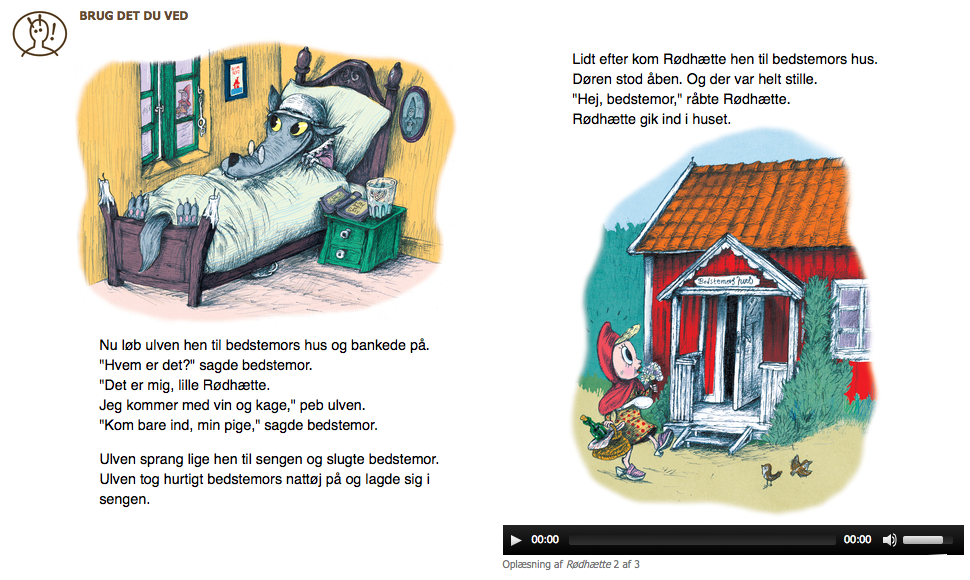 BRUG DET DU VED
Nu løb ulven hen til bedstemors hus og bankede på.
"Hvem er det?" sagde bedstemor.
"Det er mig, lille Rødhætte.
Jeg kommer med vin og kage," peb ulven.
"Kom bare ind, min pige," sagde bedstemor.
Ulven sprang lige hen til sengen og slugte bedstemor.
Ulven tog hurtigt bedstemors nattøj på og lagde sig i
sengen.
Lidt efter kom Rødhætte hen til bedstemors hus.
Døren stod åben. Og der var helt stille.
"Hej, bedstemor," råbte Rødhætte.
Rødhætte gik ind i huset.
Bedstemors hus
00:00
00:00
Oplæsning af Rødhætte 2 af 3